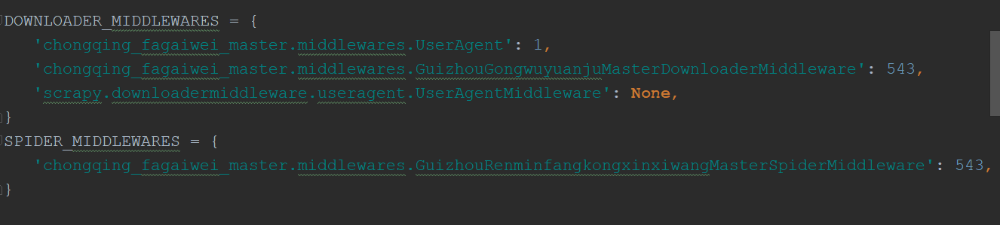 DOWNLOADER_MIDDLEWARES = {
'chongqing_fagaiwei_master.middlewares.UserAgent': 1,
'chongqing_fagaiwei_master.middlewares.GuizhouGongwuyuanjuMasterDownloaderMiddleware': 543,
'scrapy.downloadermiddleware.useragent.UserAgentMiddleware': None,
}
SPIDER_MIDDLEWARES = {
'chongqing_fagaiwei_master.middlewares.GuizhouRenminfangkongxinxiwangMasterSpiderMiddleware': 543,
}